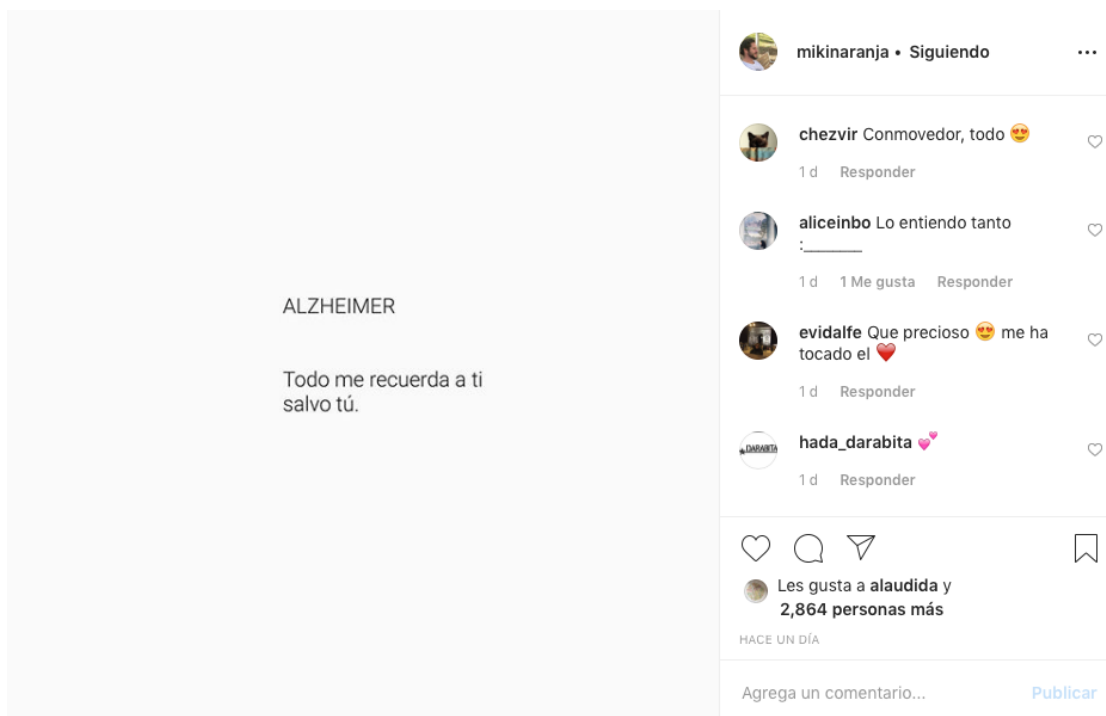 ALZHEIMER
Todo me recuerda a ti
salvo tú.
mikinaranja • Siguiendo
chezvir Conmovedor, todo 😍
1 d Responder
aliceinbo Lo entiendo tanto
:________
1 d 1 Me gusta Responder
evidalfe Que precioso 😍 me ha
tocado el ❤️
1 d Responder
DARABITA
hada_darabita 💕
1 d Responder
Les gusta a alaudida y
2,864 personas más
HACE UN DÍA
Agrega un comentario... Publicar